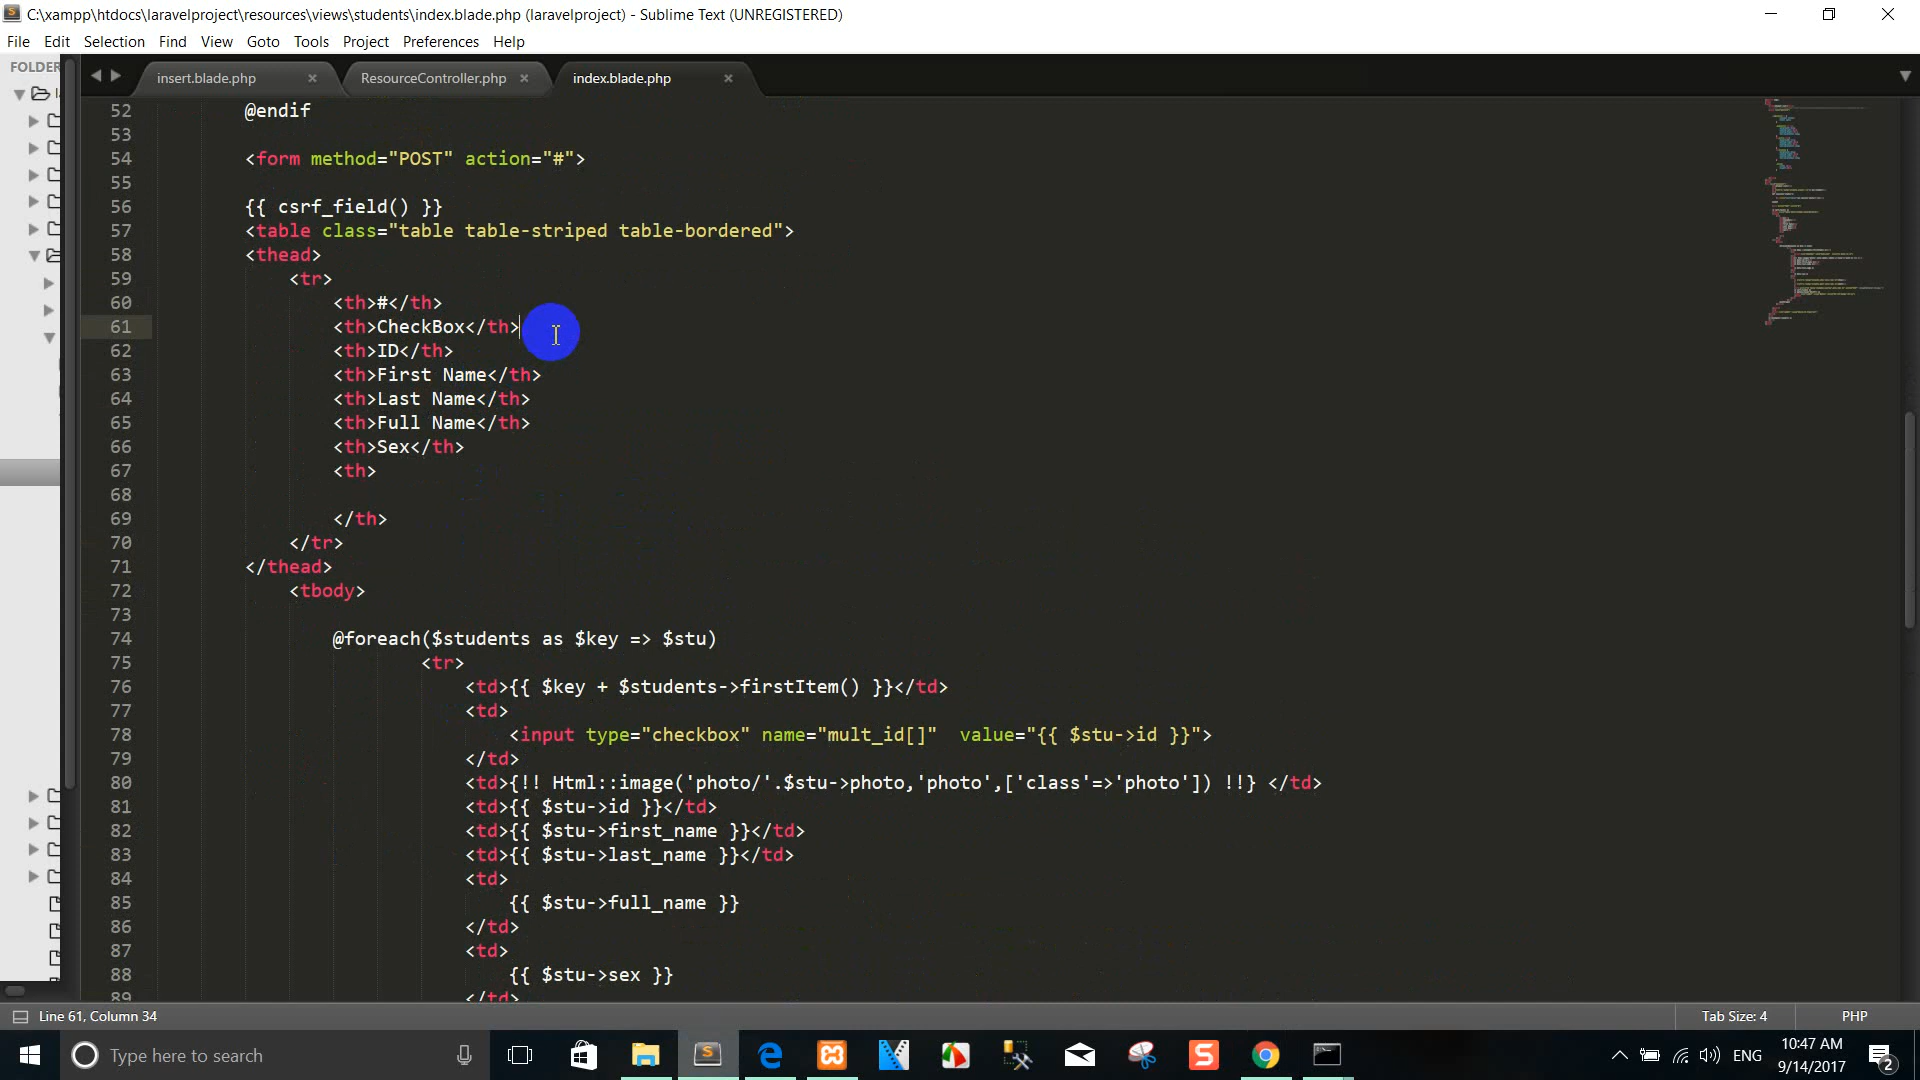 C:\xampp\htdocs\laravelproject\resources\views\students\index.blade.php (laravelproject) - Sublime Text (UNREGISTERED)
File Edit Selection Find View Goto Tools Project Preferences Help
FOLDER
insert.blade.php × ResourceController.php × index.blade.php ×
52 @endif
53
54 <form method="POST" action="#">
55
56 {{ csrf_field() }}
57 <table class="table table-striped table-bordered">
58 <thead>
59 <tr>
60 <th>#</th>
61 <th>CheckBox</th>
62 <th>ID</th>
63 <th>First Name</th>
64 <th>Last Name</th>
65 <th>Full Name</th>
66 <th>Sex</th>
67 <th>
68
69 </th>
70 </tr>
71 </thead>
72 <tbody>
73
74 @foreach($students as $key => $stu)
75 <tr>
76 <td>{{ $key + $students->firstItem() }}</td>
77 <td>
78 <input type="checkbox" name="mult_id[]"  value="{{ $stu->id }}">
79 </td>
80 <td>{!! Html::image('photo/'.$stu->photo,'photo',['class'=>'photo']) !!} </td>
81 <td>{{ $stu->id }}</td>
82 <td>{{ $stu->first_name }}</td>
83 <td>{{ $stu->last_name }}</td>
84 <td>
85 {{ $stu->full_name }}
86 </td>
87 <td>
88 {{ $stu->sex }}
89 </td>
Line 61, Column 34 Tab Size: 4 PHP
Type here to search ENG 10:47 AM
9/14/2017 2